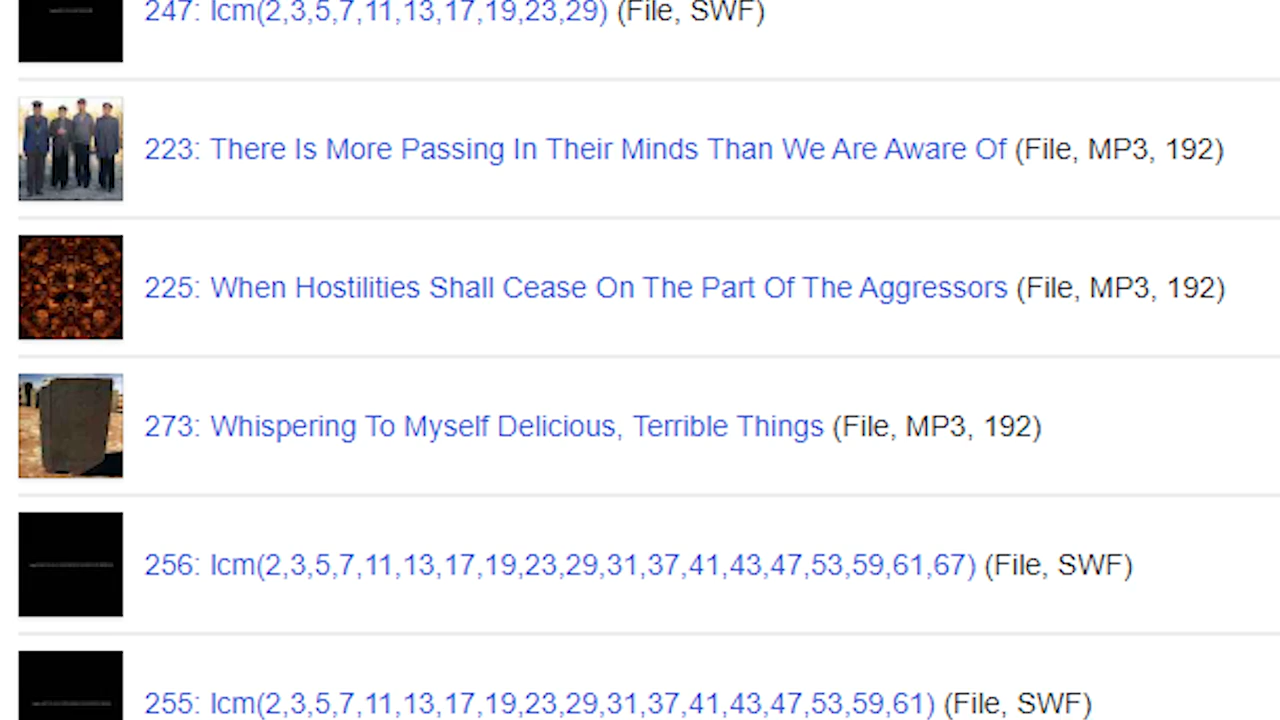 247: lcm(2,3,5,7,11,13,17,19,23,29) (File, SWF)
223: There Is More Passing In Their Minds Than We Are Aware Of (File, MP3, 192)
225: When Hostilities Shall Cease On The Part Of The Aggressors (File, MP3, 192)
273: Whispering To Myself Delicious, Terrible Things (File, MP3, 192)
256: lcm(2,3,5,7,11,13,17,19,23,29,31,37,41,43,47,53,59,61,67) (File, SWF)
255: lcm(2,3,5,7,11,13,17,19,23,29,31,37,41,43,47,53,59,61) (File, SWF)